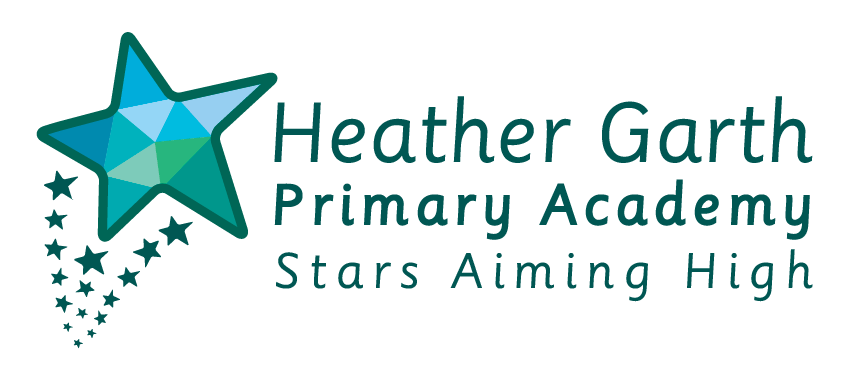 Heather Garth
Primary Academy
Stars Aiming High